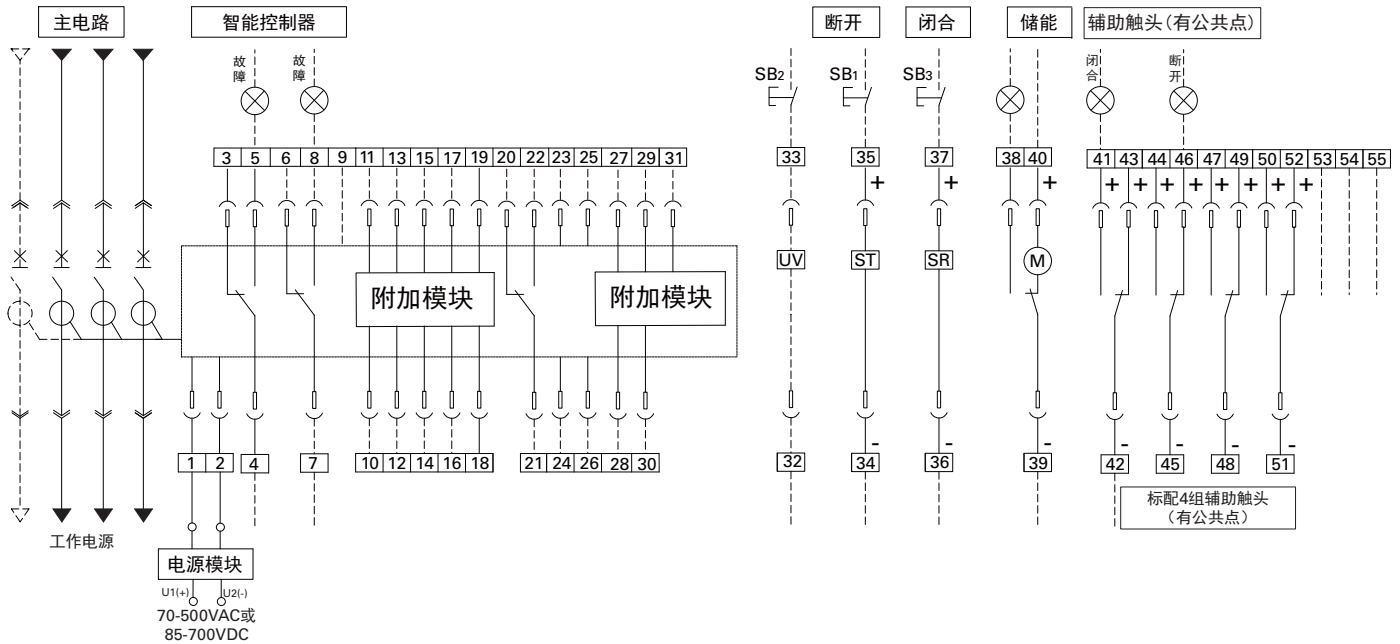 主电路
智能控制器
断开
闭合
储能
辅助触头(有公共点)
故障
故障
闭合
断开
SB2
SB1
SB3
3 5 6 8 9 11 13 15 17 19 20 22 23 25 27 29 31
33
35
37
38 40
41 43 44 46 47 49 50 52 53 54 55
+
+
+
+ + + + + + + +
UV
ST
SR
M
附加模块
附加模块
-
-
-
-
-
-
-
1 2 4 7 10 12 14 16 18 21 24 26 28 30
32
34
36
39
42
45
48
51
标配4组辅助触头
(有公共点)
工作电源
电源模块
U1(+)
U2(-)
70-500VAC或
85-700VDC